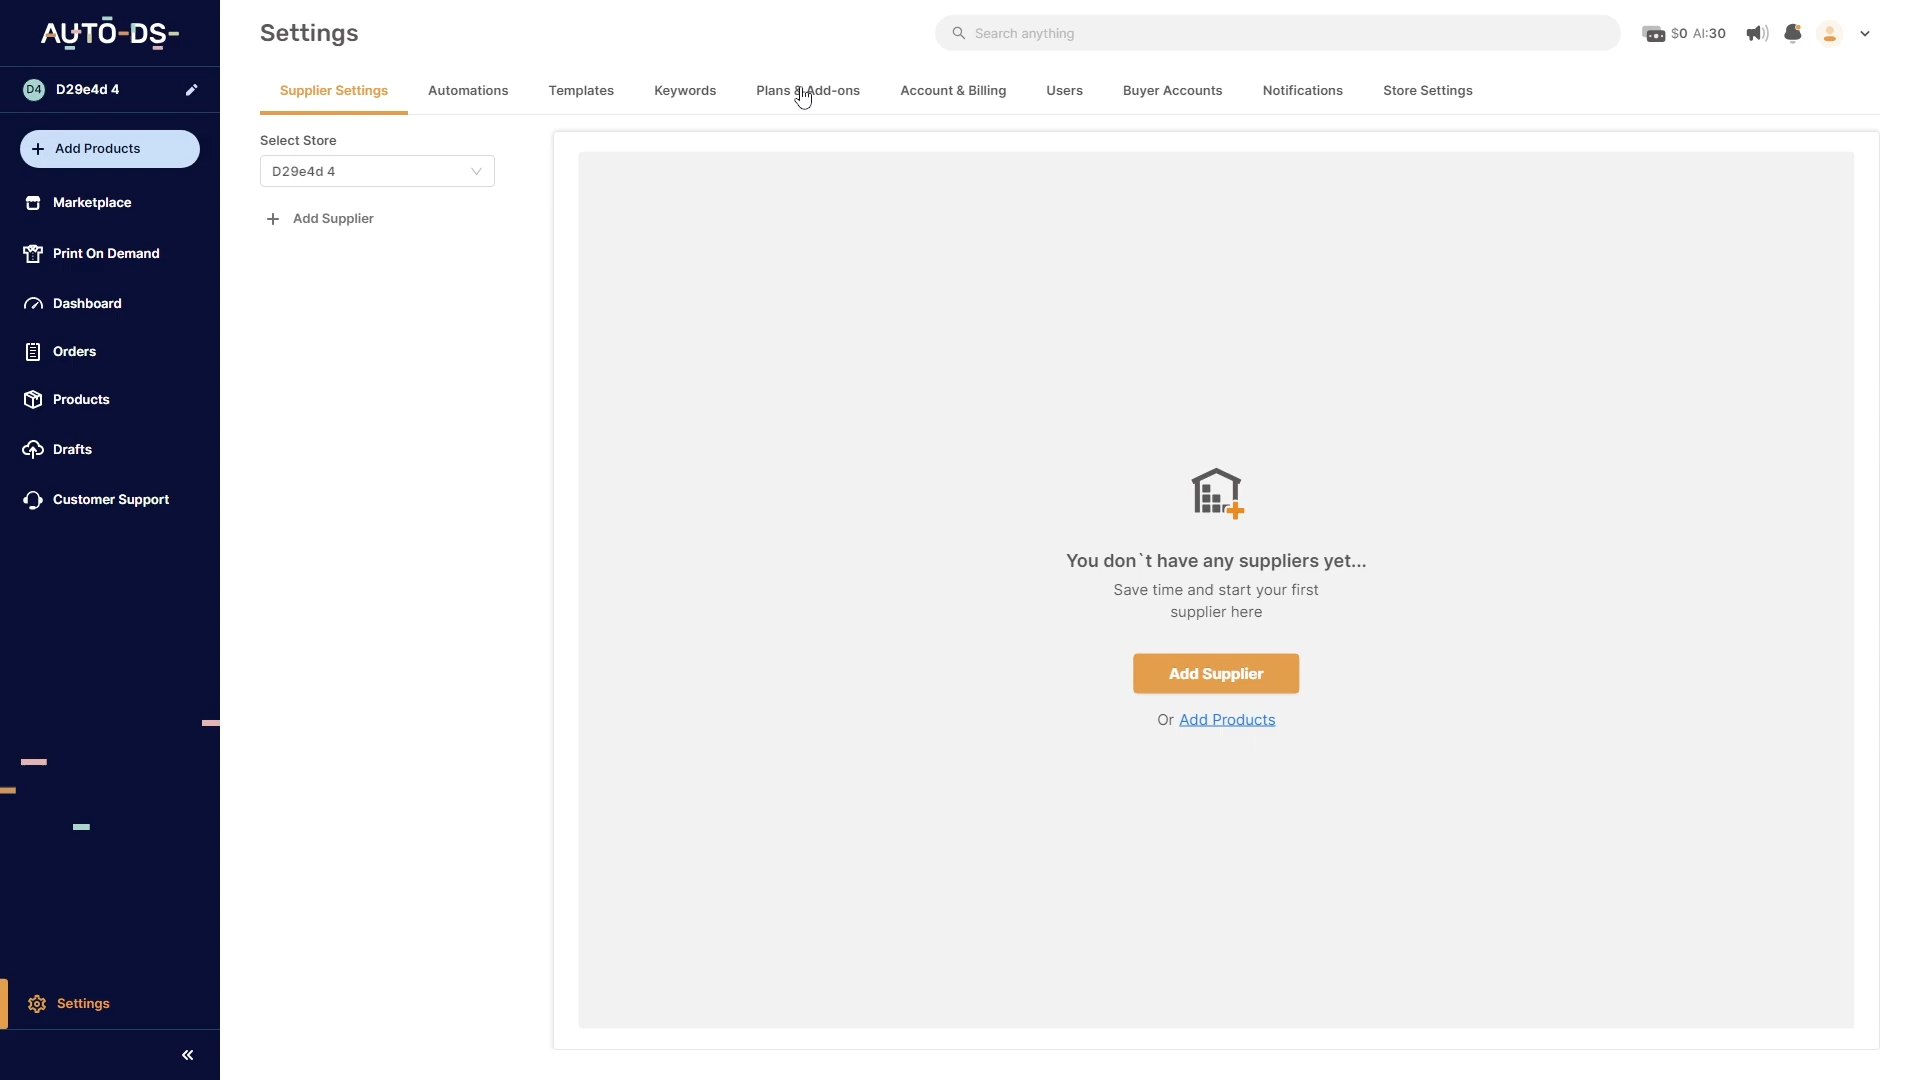 AUTO-DS-
Settings
Search anything
$0 AI:30
D4 D29e4d 4
Supplier Settings
Automations
Templates
Keywords
Plans & Add-ons
Account & Billing
Users
Buyer Accounts
Notifications
Store Settings
Add Products
Marketplace
Print On Demand
Dashboard
Orders
Products
Drafts
Customer Support
Settings
Select Store
D29e4d 4
Add Supplier
You don`t have any suppliers yet...
Save time and start your first
supplier here
Add Supplier
Or Add Products